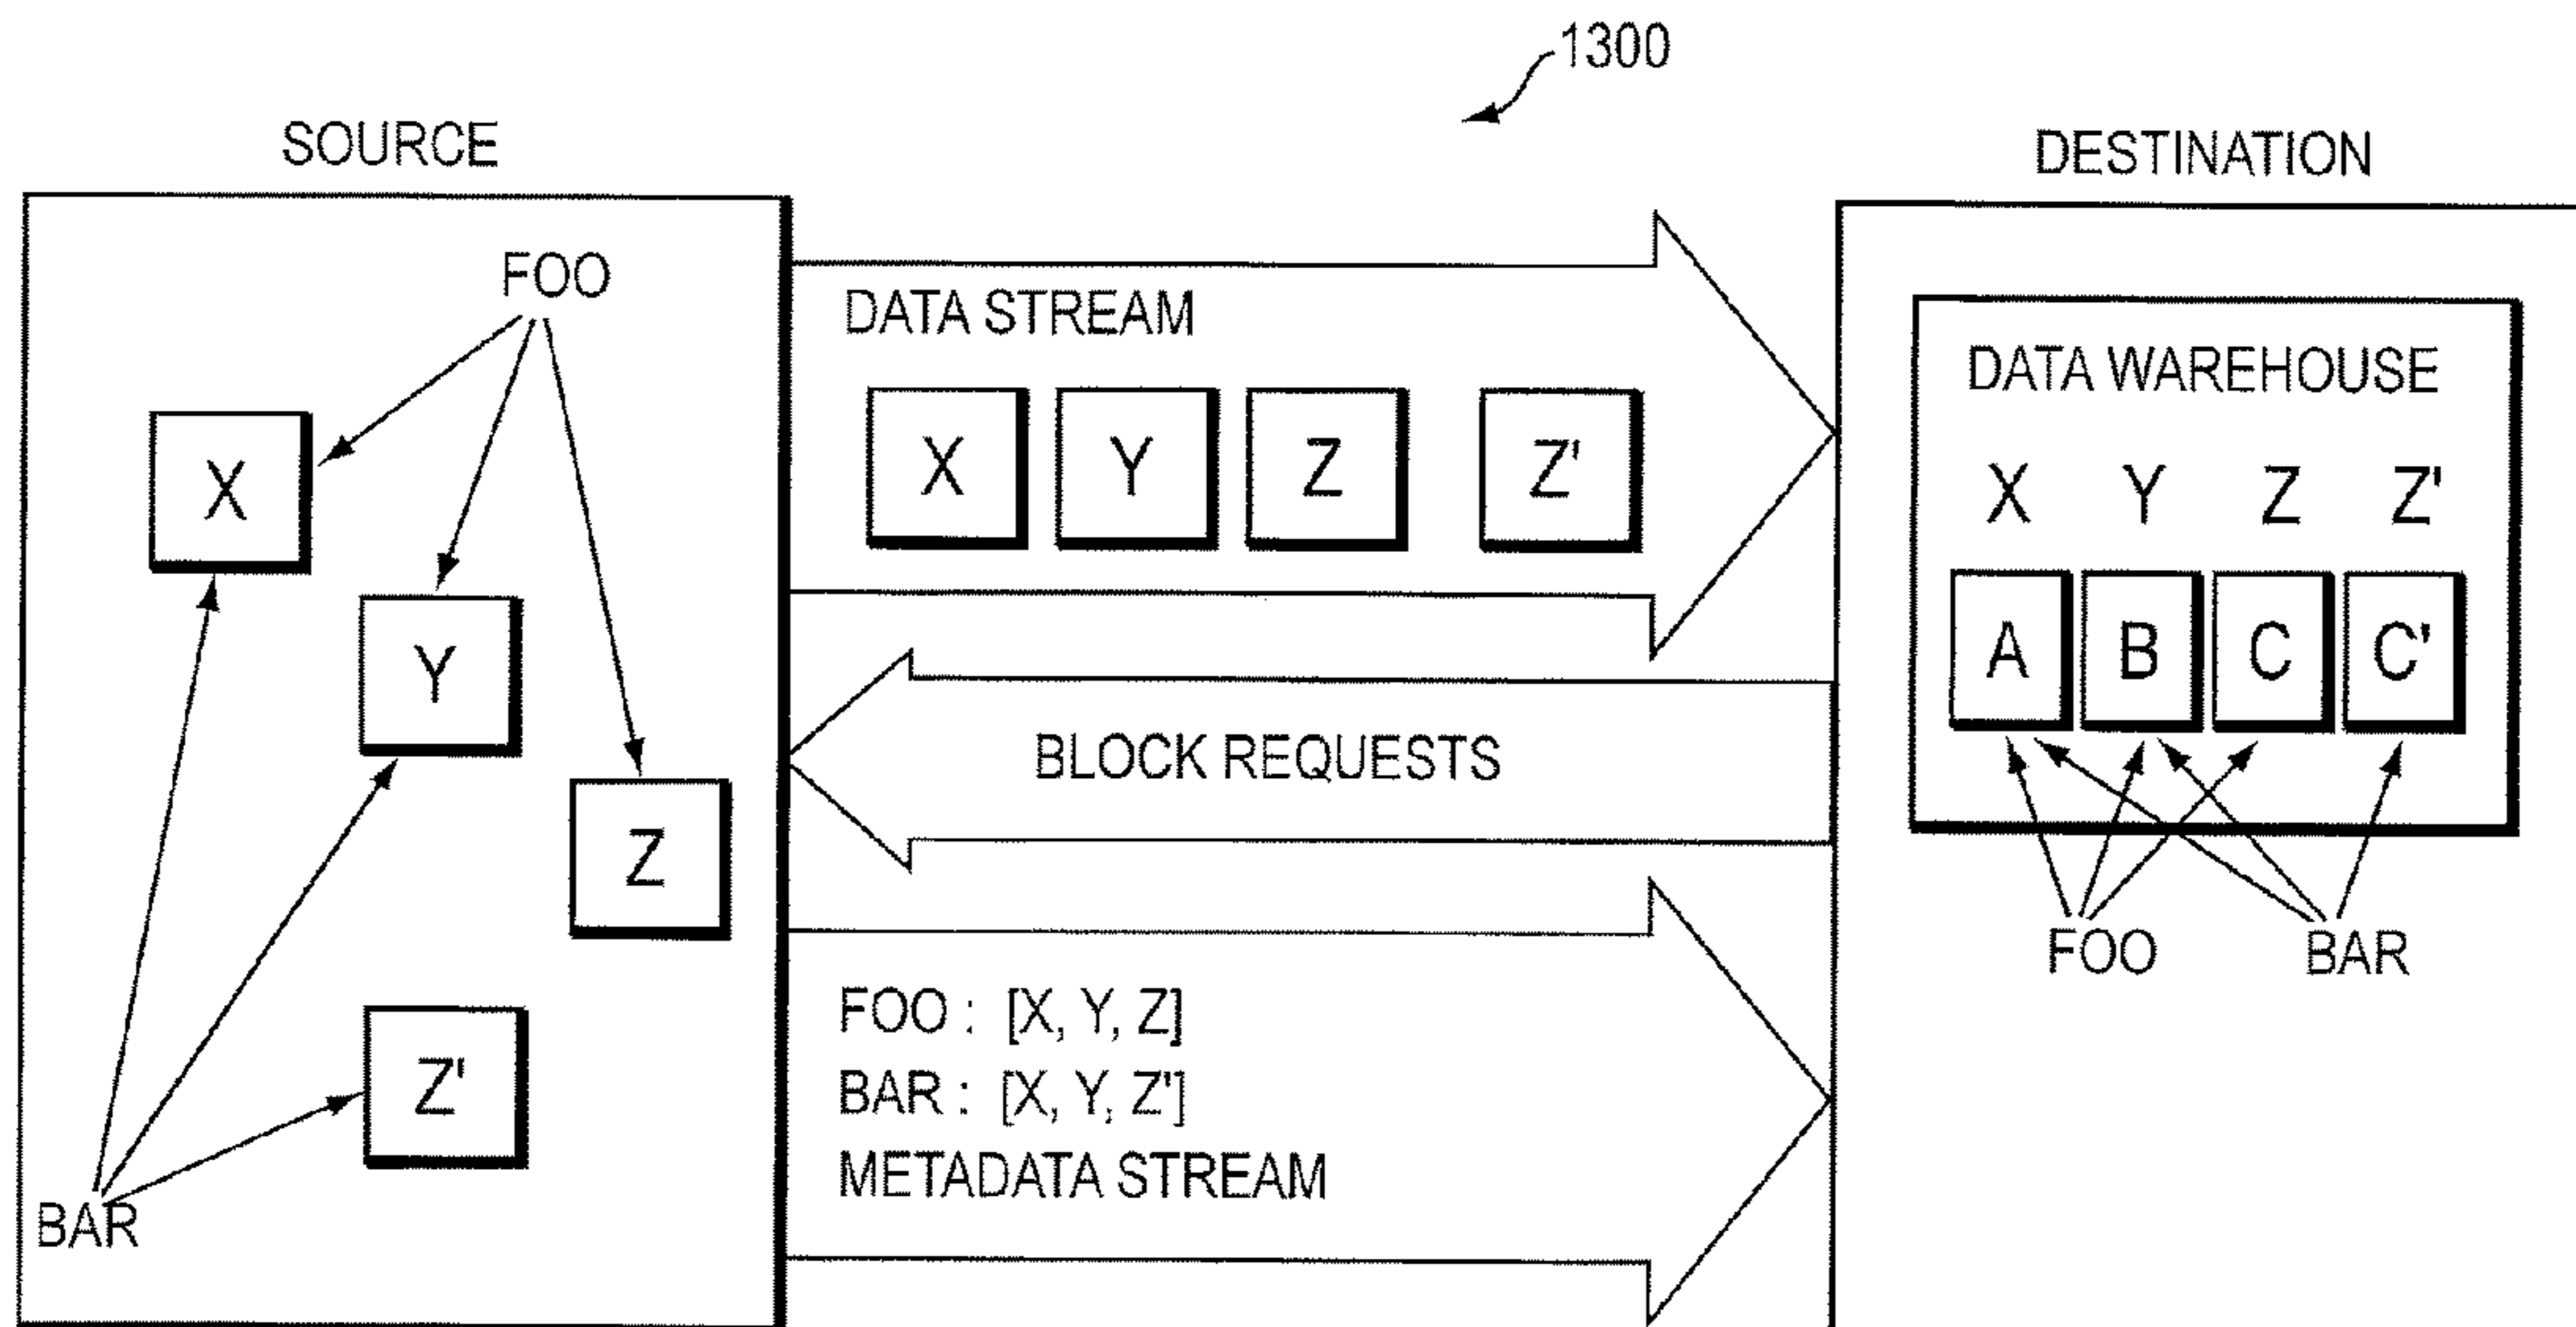 1300
SOURCE
DESTINATION
FOO
X
Y
Z
Z'
BAR
DATA STREAM
X Y Z Z'
BLOCK REQUESTS
FOO : [X, Y, Z]
BAR : [X, Y, Z']
METADATA STREAM
DATA WAREHOUSE
X Y Z Z'
A B C C'
FOO BAR